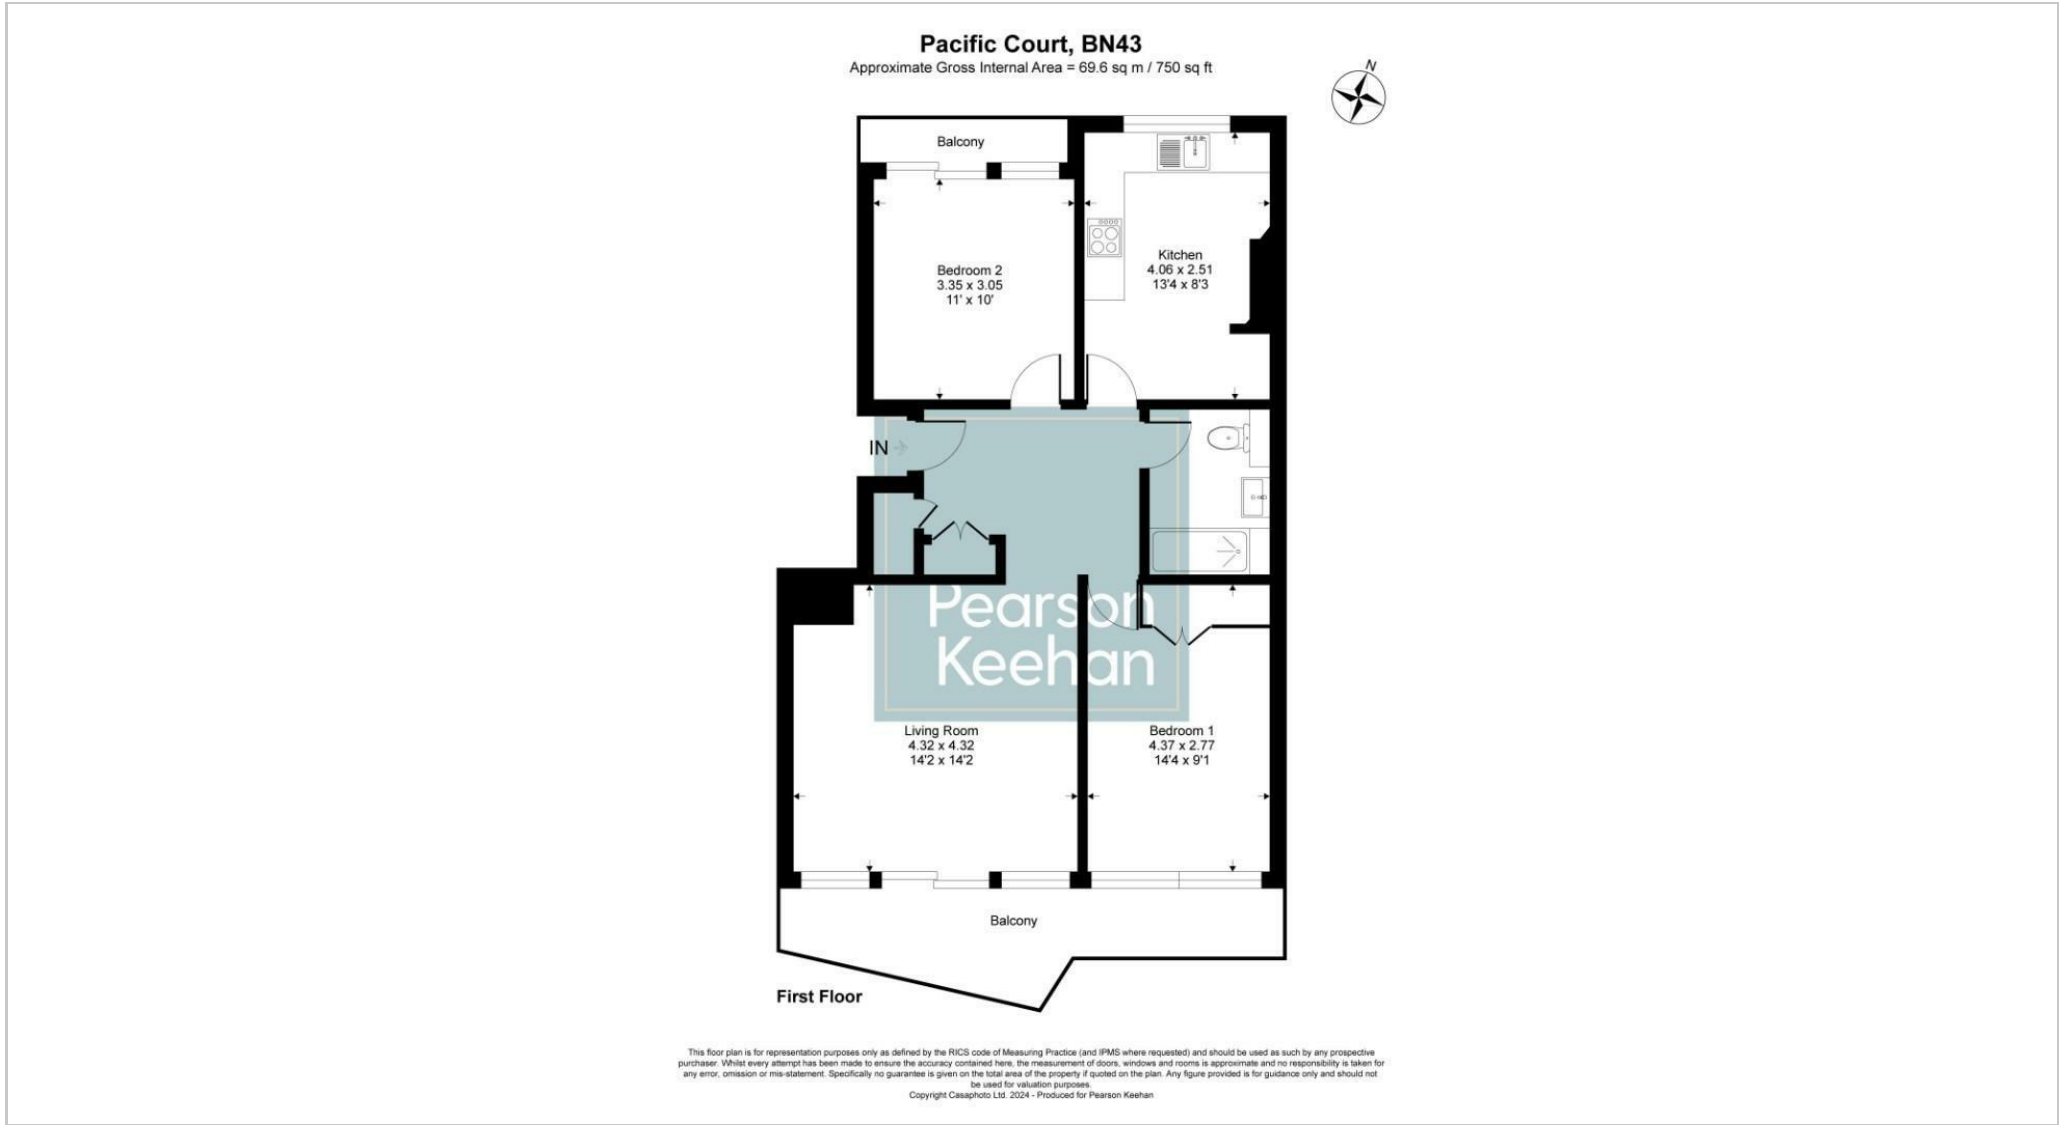 Pacific Court, BN43
Approximate Gross Internal Area = 69.6 sq m / 750 sq ft
N
Balcony
Kitchen
4.06 x 2.51
13'4 x 8'3
Bedroom 2
3.35 x 3.05
11' x 10'
IN
Pearson
Keehan
Living Room
4.32 x 4.32
14'2 x 14'2
Bedroom 1
4.37 x 2.77
14'4 x 9'1
Balcony
First Floor
This floor plan is for representation purposes only as defined by the RICS code of Measuring Practice (and IPMS where requested) and should be used as such by any prospective
purchaser. Whilst every attempt has been made to ensure the accuracy contained here, the measurement of doors, windows and rooms is approximate and no responsibility is taken for
any error, omission or mis-statement. Specifically no guarantee is given on the total area of the property if quoted on the plan. Any figure provided is for guidance only and should not
be used for valuation purposes.
Copyright Casaphoto Ltd. 2024 - Produced for Pearson Keehan